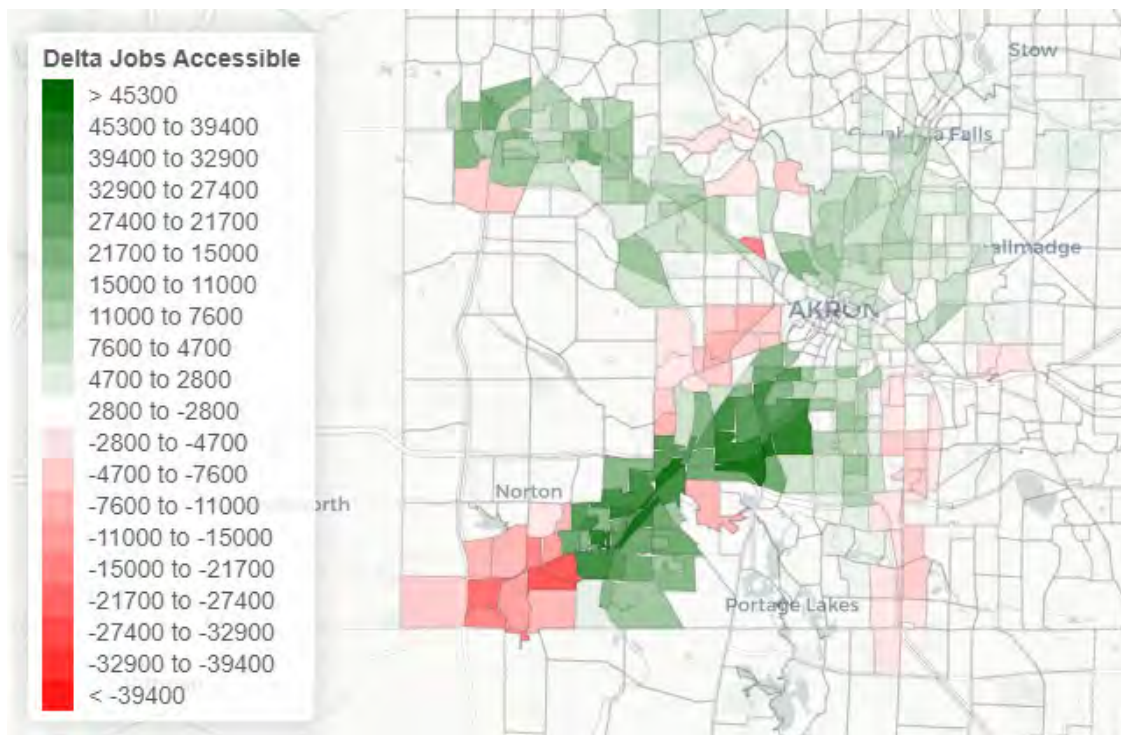 Delta Jobs Accessible
> 45300
45300 to 39400
39400 to 32900
32900 to 27400
27400 to 21700
21700 to 15000
15000 to 11000
11000 to 7600
7600 to 4700
4700 to 2800
2800 to -2800
-2800 to -4700
-4700 to -7600
-7600 to -11000
-11000 to -15000
-15000 to -21700
-21700 to -27400
-27400 to -32900
-32900 to -39400
< -39400
Stow
Falls
allmadge
AKRON
Norton
orth
Portage Lakes